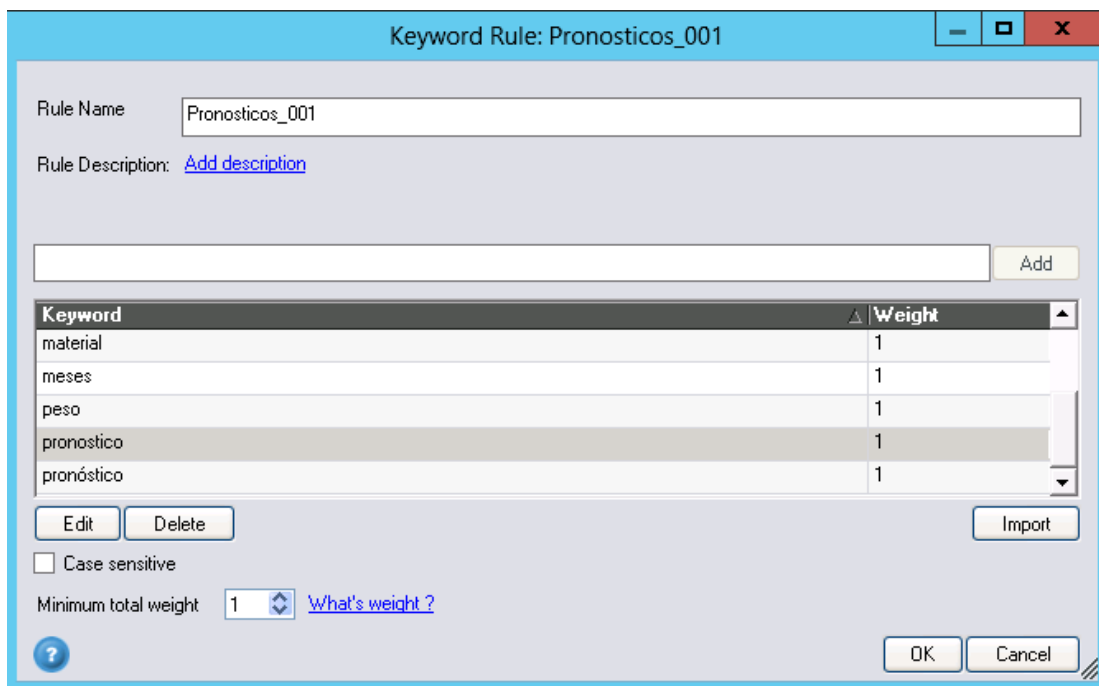 Keyword Rule: Pronosticos_001
Rule Name Pronosticos_001
Rule Description: Add description
Add
Keyword Weight
material 1
meses 1
peso 1
pronostico 1
pronóstico 1
Edit Delete Import
Case sensitive
Minimum total weight 1 What's weight ?
? OK Cancel